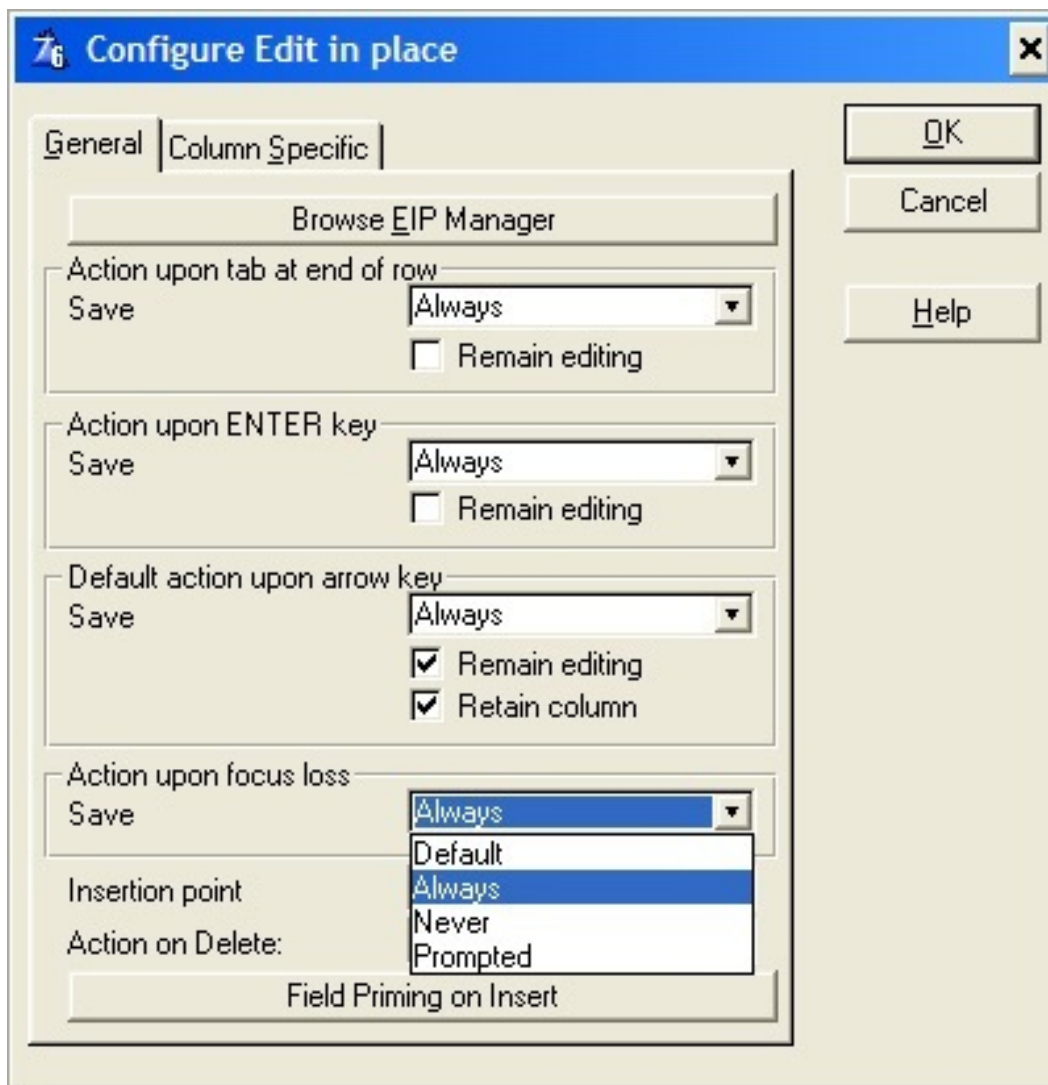 Configure Edit in place
General
Column Specific
OK
Cancel
Help
Browse EIP Manager
Action upon tab at end of row
Save Always
Remain editing
Action upon ENTER key
Save Always
Remain editing
Default action upon arrow key
Save Always
Remain editing
Retain column
Action upon focus loss
Save Always
Default
Always
Never
Prompted
Insertion point
Action on Delete:
Field Priming on Insert